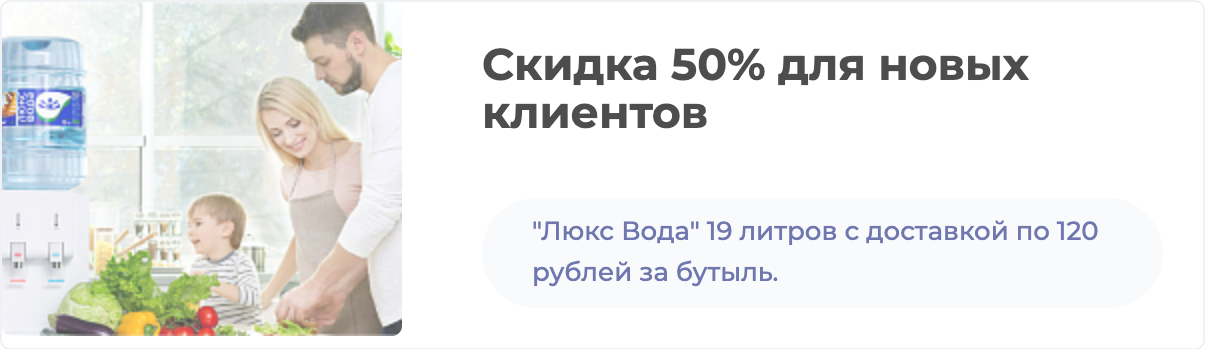 Скидка 50% для новых
клиентов
"Люкс Вода" 19 литров с доставкой по 120
рублей за бутыль.